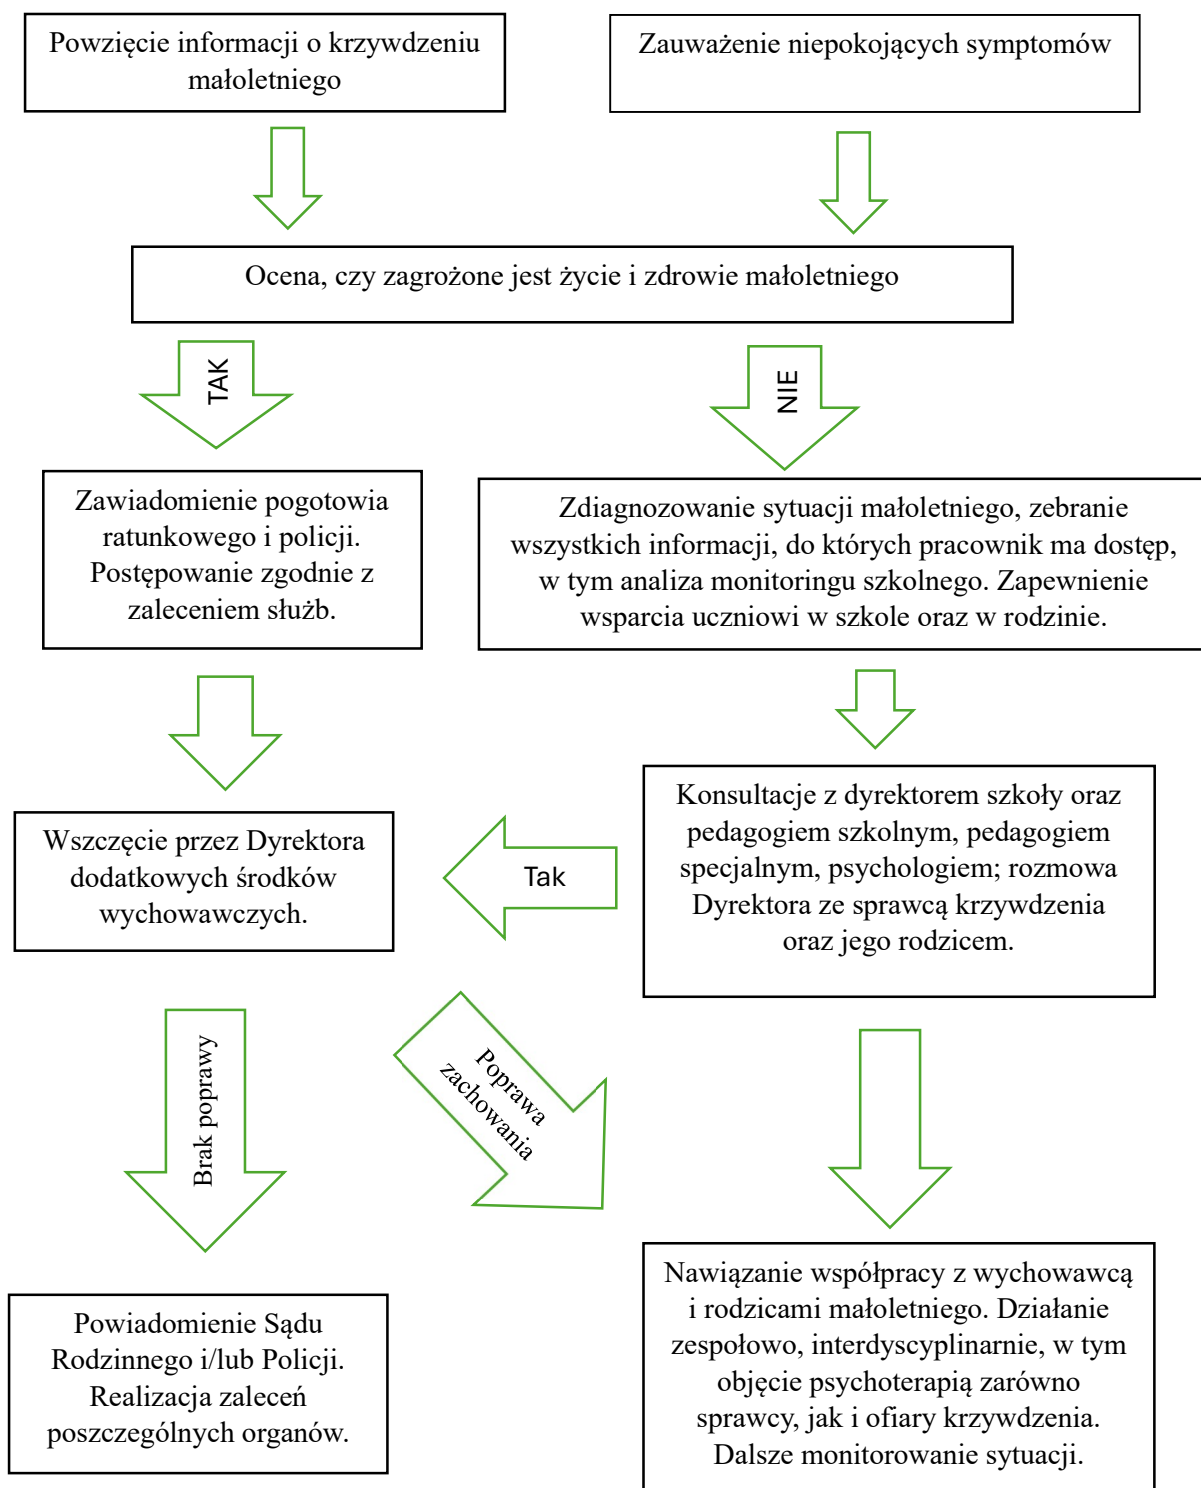 Powzięcie informacji o krzywdzeniu
małoletniego
Zauważenie niepokojących symptomów
Ocena, czy zagrożone jest życie i zdrowie małoletniego
TAK
NIE
Zawiadomienie pogotowia
ratunkowego i policji.
Postępowanie zgodnie z
zaleceniem służb.
Zdiagnozowanie sytuacji małoletniego, zebranie
wszystkich informacji, do których pracownik ma dostęp,
w tym analiza monitoringu szkolnego. Zapewnienie
wsparcia uczniowi w szkole oraz w rodzinie.
Wszczęcie przez Dyrektora
dodatkowych środków
wychowawczych.
Tak
Konsultacje z dyrektorem szkoły oraz
pedagogiem szkolnym, pedagogiem
specjalnym, psychologiem; rozmowa
Dyrektora ze sprawcą krzywdzenia
oraz jego rodzicem.
Brak poprawy
Poprawa
zachowania
Powiadomienie Sądu
Rodzinnego i/lub Policji.
Realizacja zaleceń
poszczególnych organów.
Nawiązanie współpracy z wychowawcą
i rodzicami małoletniego. Działanie
zespołowo, interdyscyplinarnie, w tym
objęcie psychoterapią zarówno
sprawcy, jak i ofiary krzywdzenia.
Dalsze monitorowanie sytuacji.